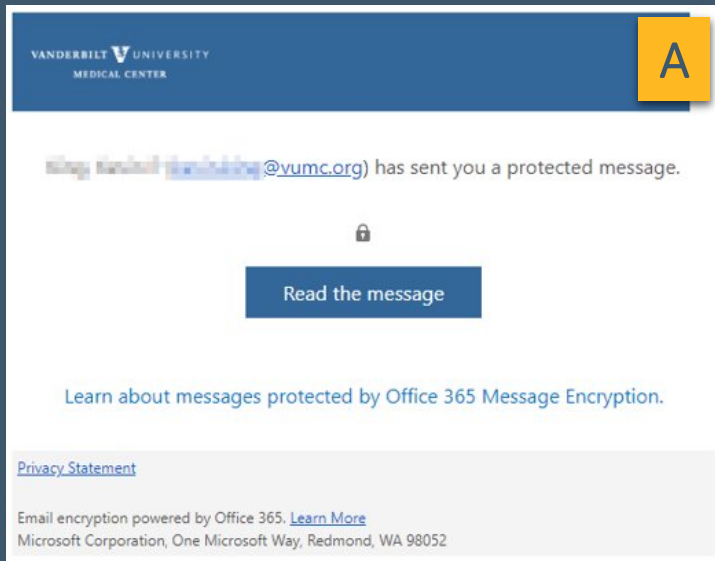 VANDERBILT V UNIVERSITY
MEDICAL CENTER
A
@vumc.org) has sent you a protected message.
Read the message
Learn about messages protected by Office 365 Message Encryption.
Privacy Statement
Email encryption powered by Office 365. Learn More
Microsoft Corporation, One Microsoft Way, Redmond, WA 98052